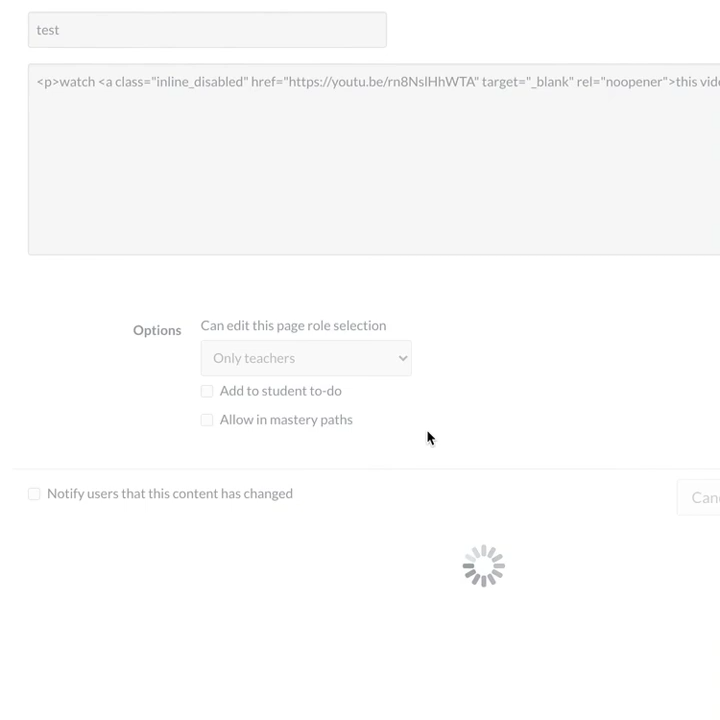 test
<p>watch <a class="inline_disabled" href="https://youtu.be/rn8NslHhWTA" target="_blank" rel="noopener">this vid
Options
Can edit this page role selection
Only teachers
Add to student to-do
Allow in mastery paths
Notify users that this content has changed